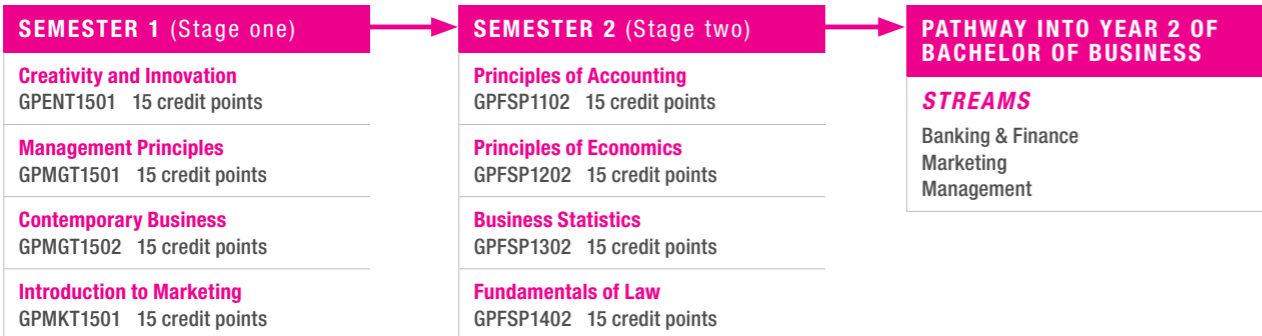 SEMESTER 1 (Stage one)
Creativity and Innovation
GPENT1501 15 credit points
Management Principles
GPMGT1501 15 credit points
Contemporary Business
GPMGT1502 15 credit points
Introduction to Marketing
GPMKT1501 15 credit points
SEMESTER 2 (Stage two)
Principles of Accounting
GPFSP1102 15 credit points
Principles of Economics
GPFSP1202 15 credit points
Business Statistics
GPFSP1302 15 credit points
Fundamentals of Law
GPFSP1402 15 credit points
PATHWAY INTO YEAR 2 OF
BACHELOR OF BUSINESS
STREAMS
Banking & Finance
Marketing
Management